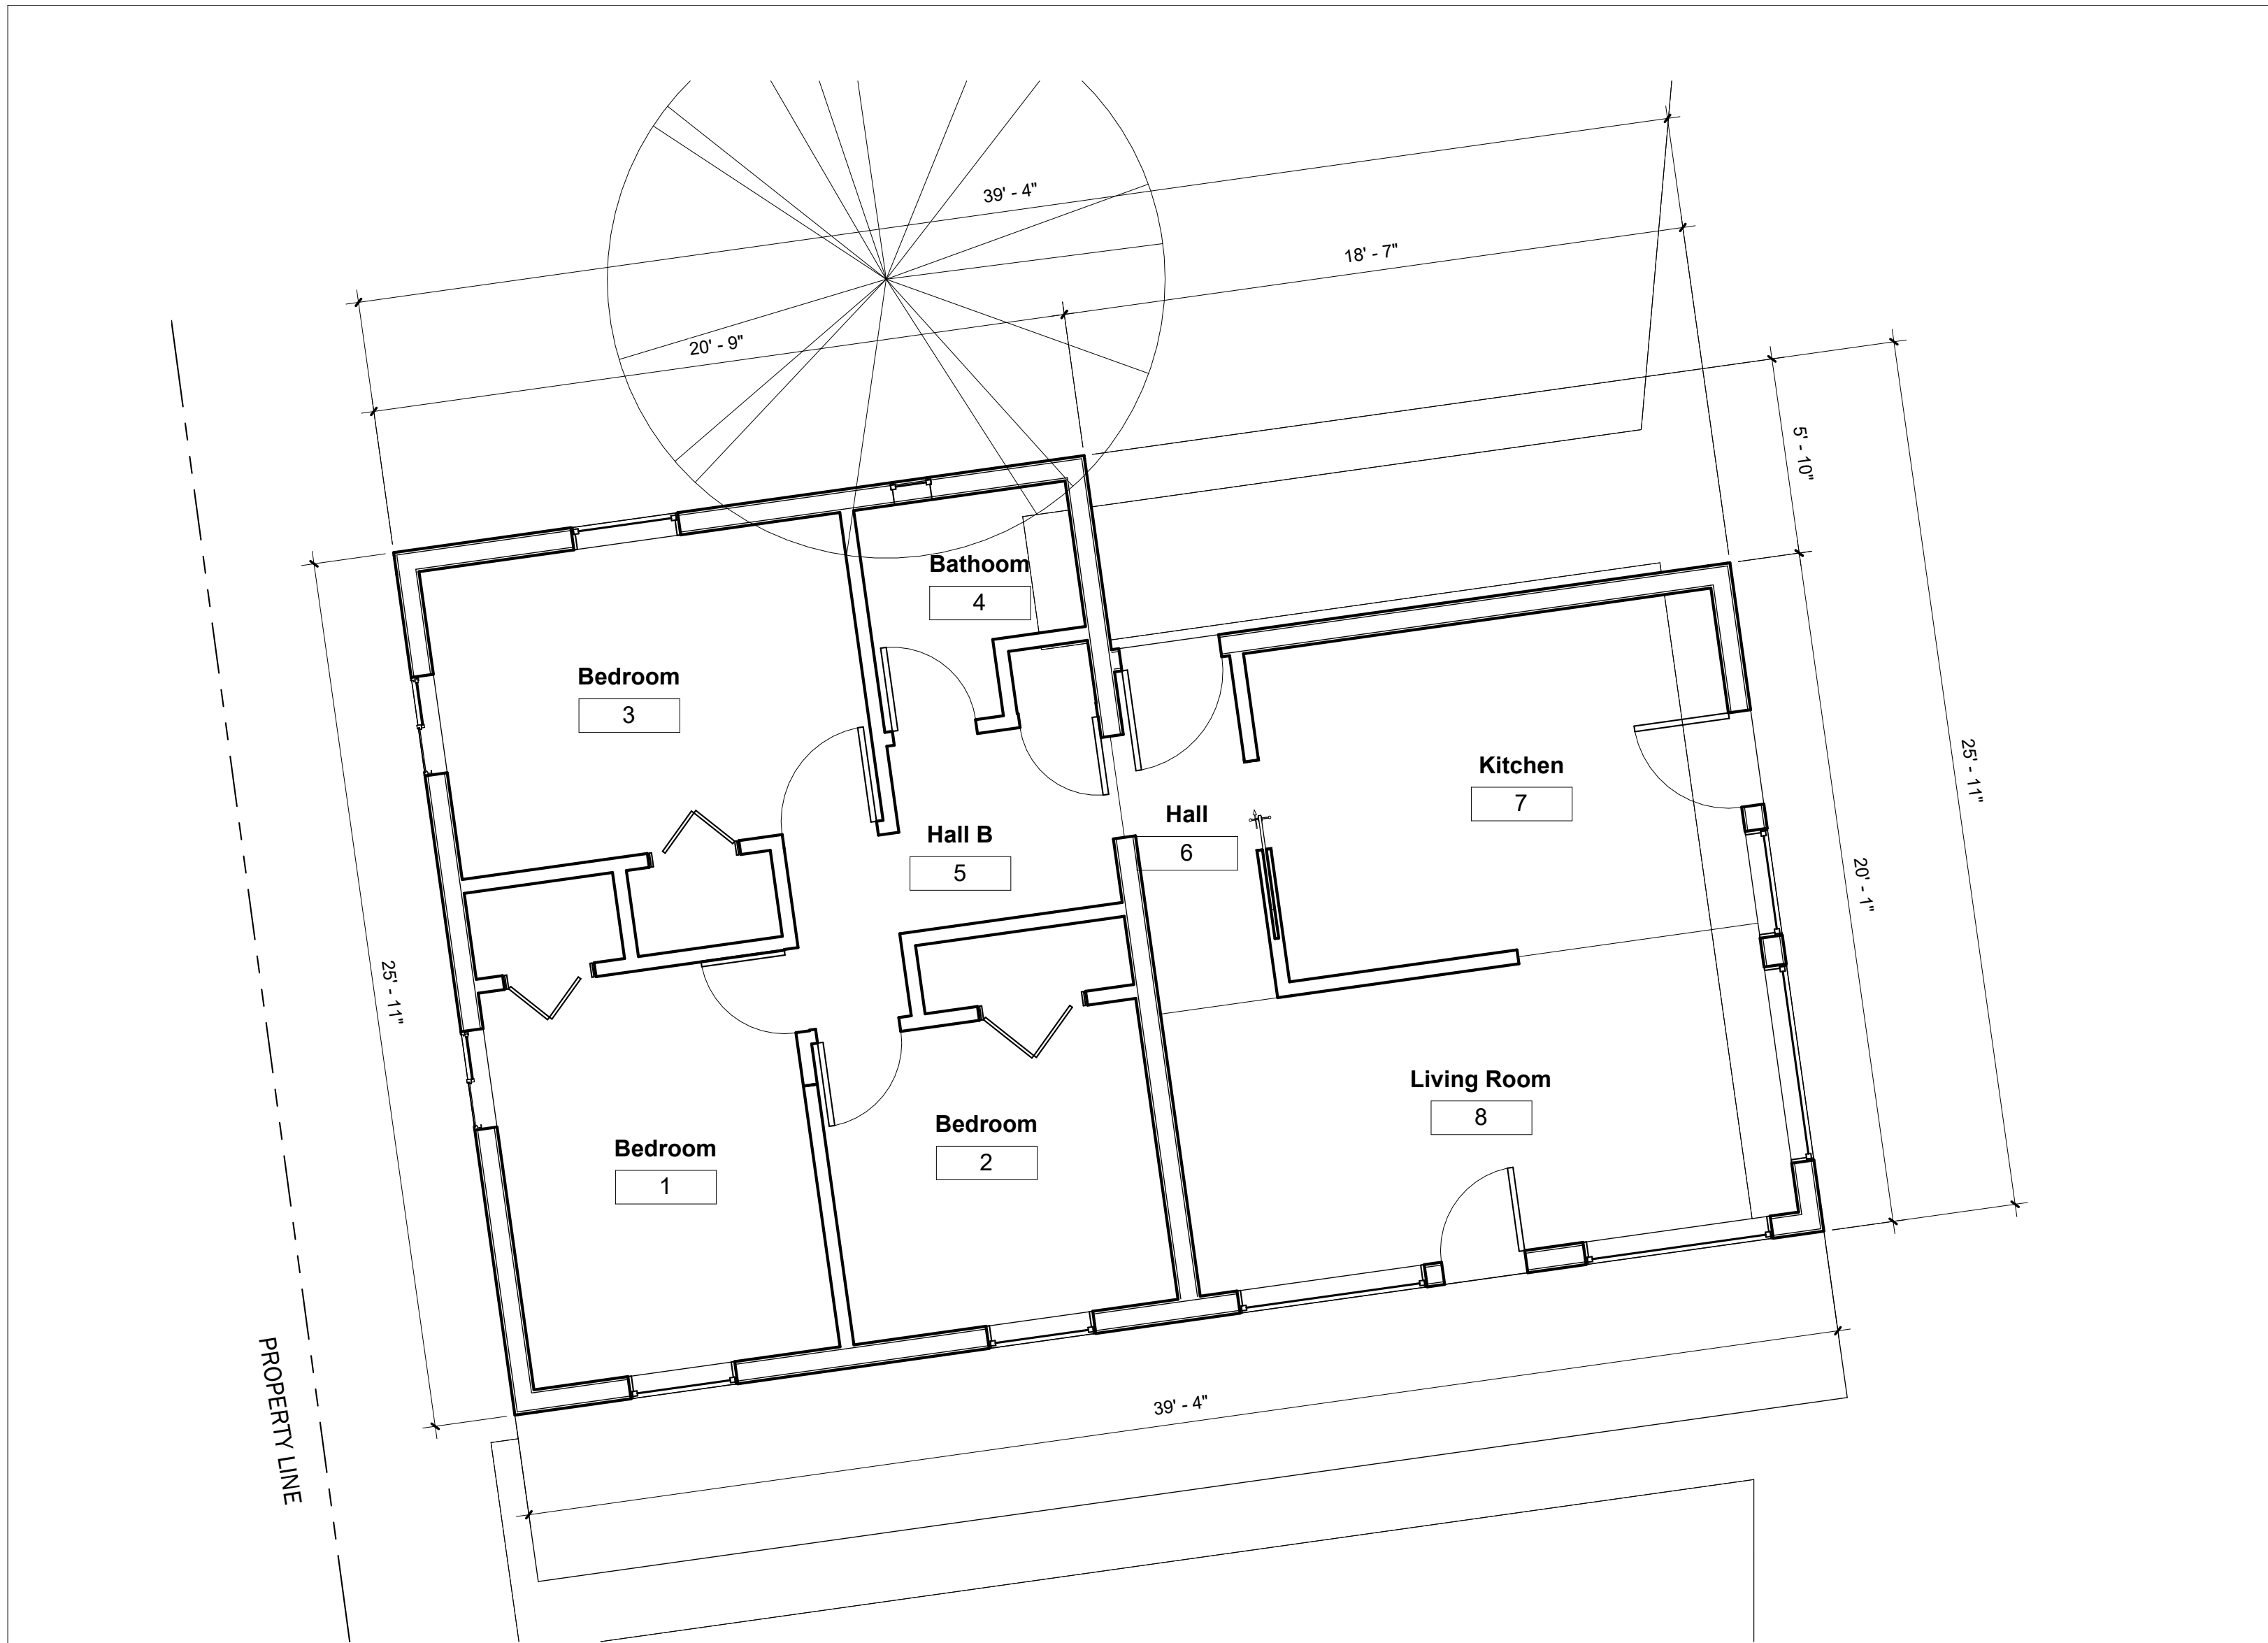 39' - 4"
18' - 7"
20' - 9"
5' - 10"
Bathoom
4
Bedroom
3
Kitchen
7
25' - 11"
Hall
6
Hall B
5
20' - 1"
25' - 11"
Living Room
8
Bedroom
2
Bedroom
1
39' - 4"
PROPERTY LINE